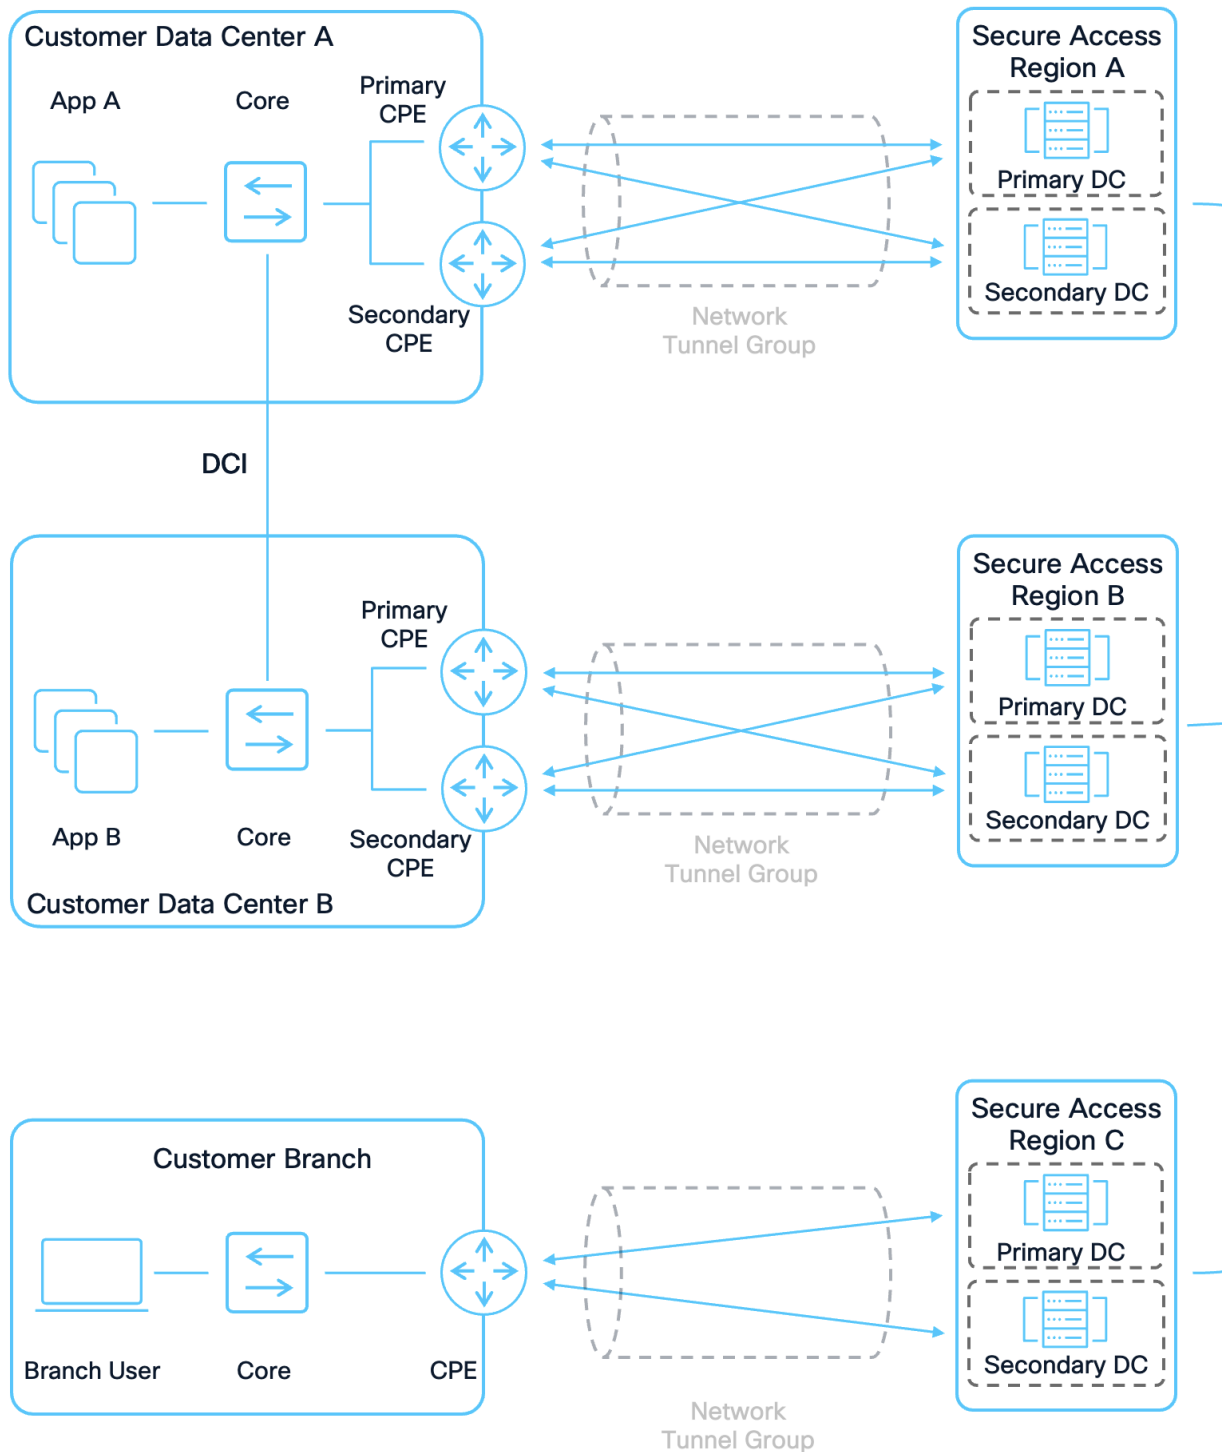 Customer Data Center A
App A
Core
Primary
CPE
Secondary
CPE
Network
Tunnel Group
Secure Access
Region A
Primary DC
Secondary DC
DCI
Primary
CPE
App B
Core
Secondary
CPE
Customer Data Center B
Network
Tunnel Group
Secure Access
Region B
Primary DC
Secondary DC
Customer Branch
Branch User
Core
CPE
Network
Tunnel Group
Secure Access
Region C
Primary DC
Secondary DC